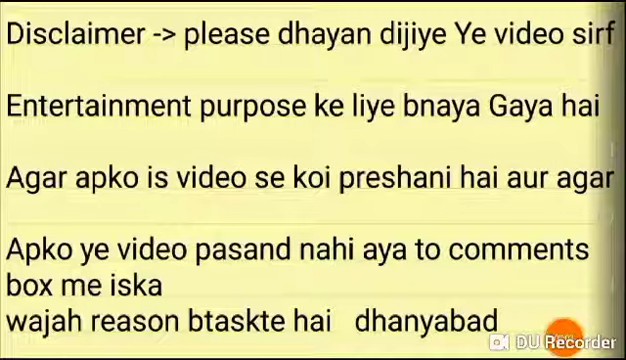 Disclaimer -> please dhayan dijiye Ye video sirf
Entertainment purpose ke liye bnaya Gaya hai
Agar apko is video se koi preshani hai aur agar
Apko ye video pasand nahi aya to comments
box me iska
wajah reason btaskte hai dhanyabad
DU Recorder